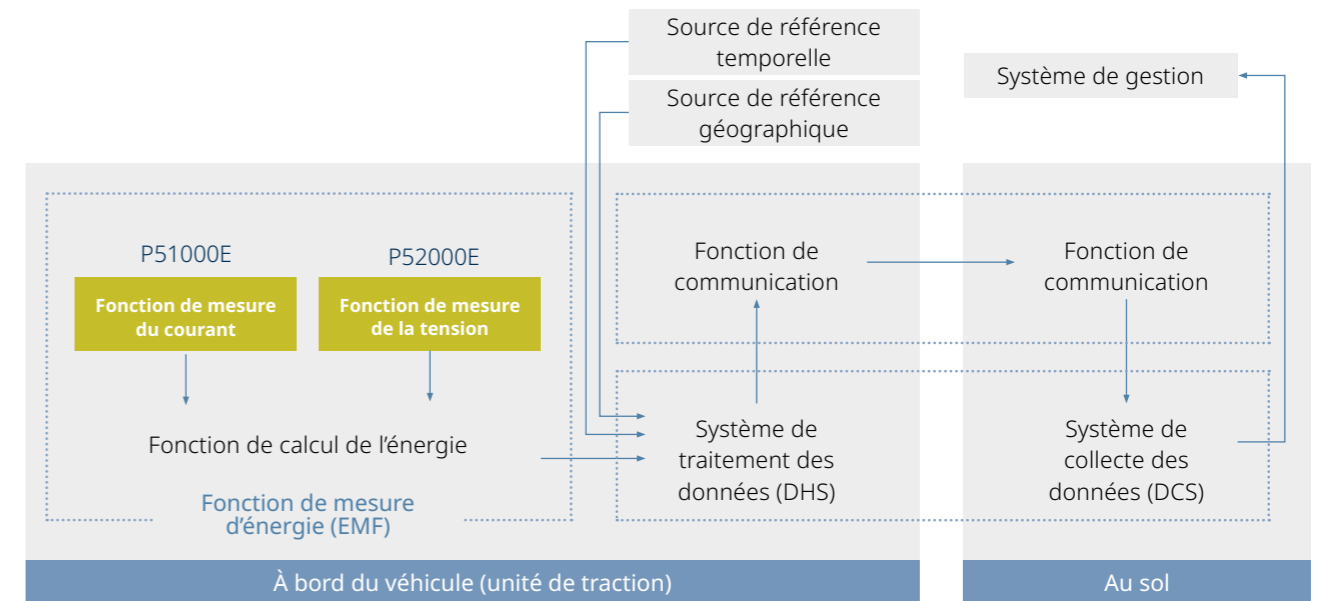 Source de référence
temporelle
Système de gestion
Source de référence
géographique
P51000E
P52000E
Fonction de mesure
du courant
Fonction de mesure
de la tension
Fonction de
communication
Fonction de
communication
Fonction de calcul de l’énergie
Système de
traitement des
données (DHS)
Système de
collecte des
données (DCS)
Fonction de mesure
d’énergie (EMF)
À bord du véhicule (unité de traction)
Au sol